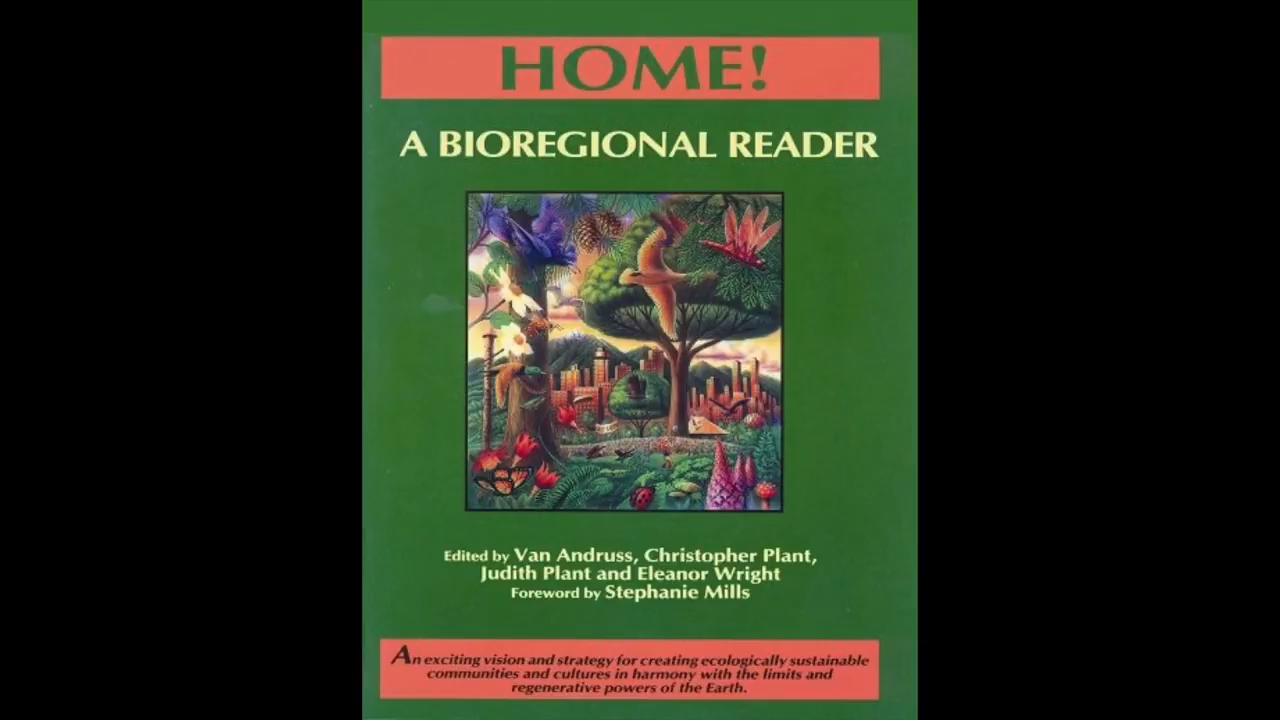 HOME!
A BIOREGIONAL READER
Edited by Van Andruss, Christopher Plant,
Judith Plant and Eleanor Wright
Foreword by Stephanie Mills
An exciting vision and strategy for creating ecologically sustainable
communities and cultures in harmony with the limits and
regenerative powers of the Earth.